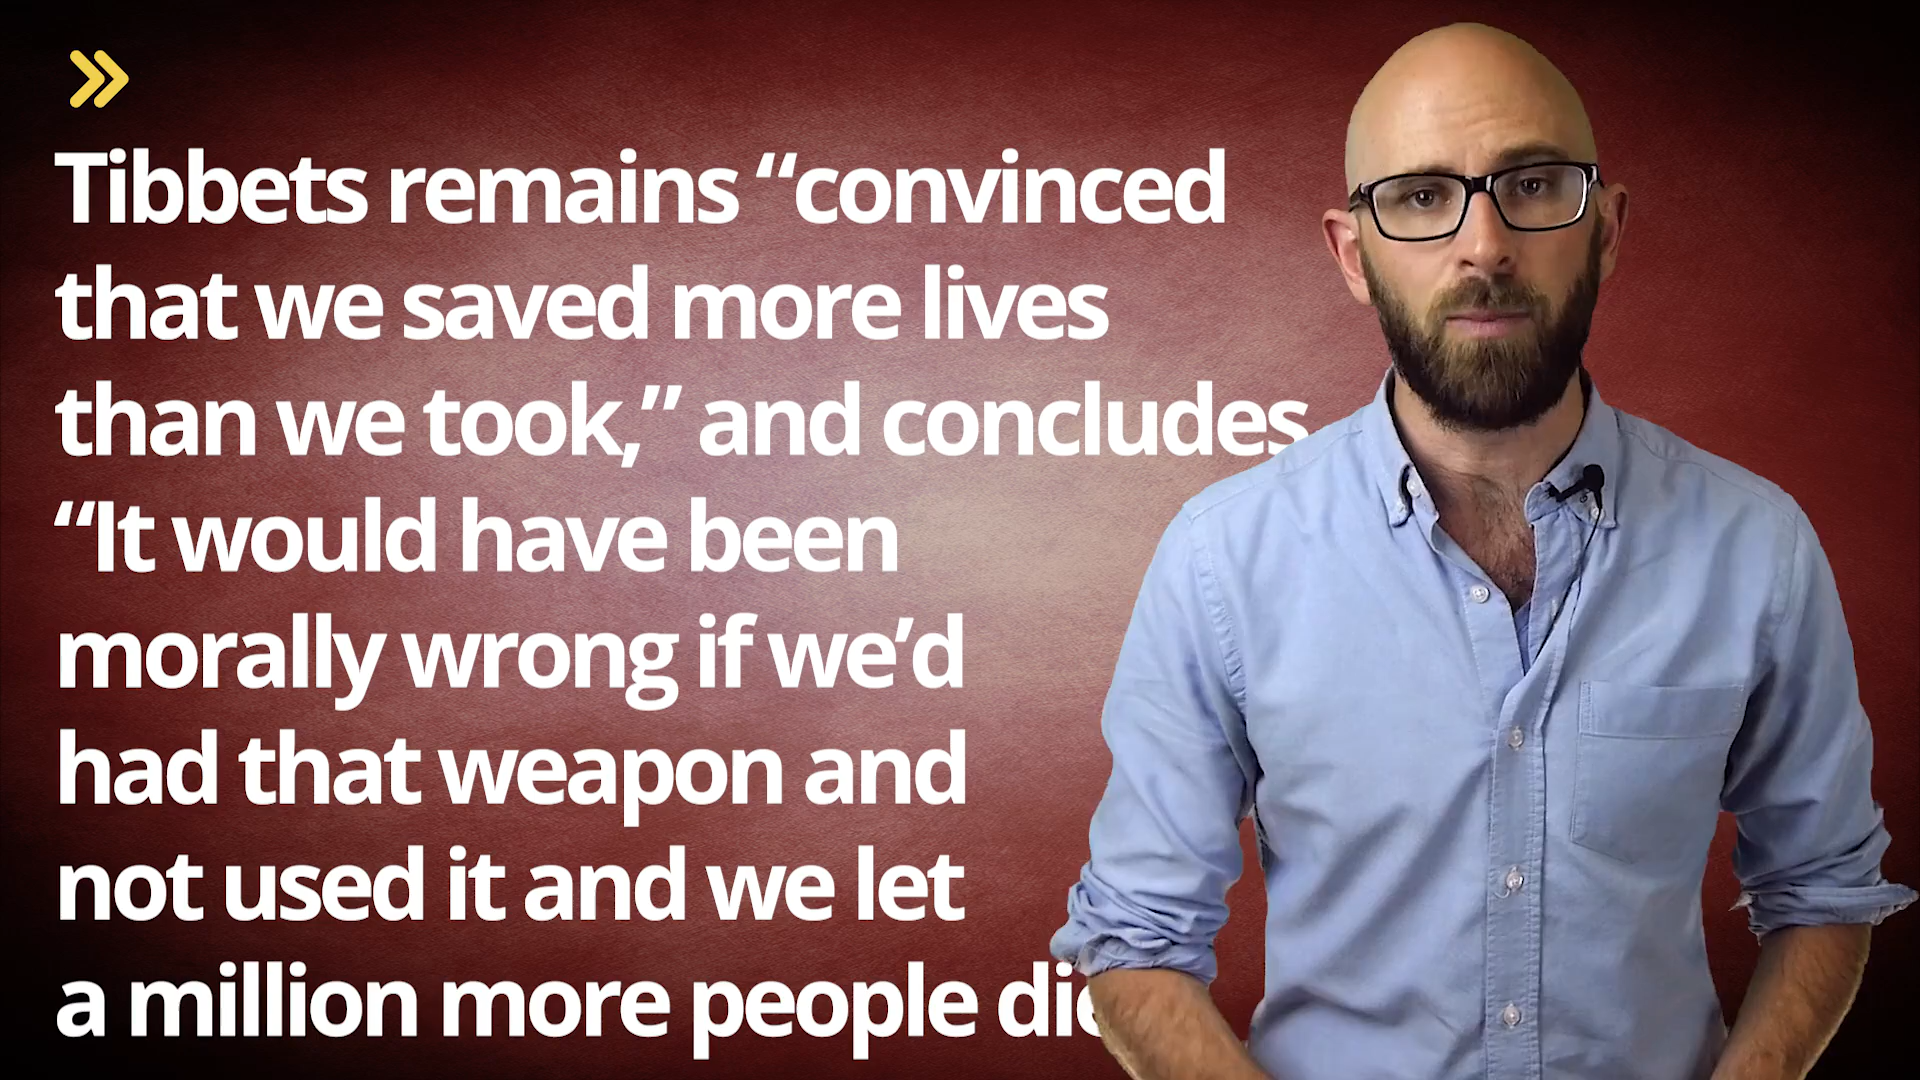 Tibbets remains “convinced
that we saved more lives
than we took,” and concludes
“It would have been
morally wrong if we’d
had that weapon and
not used it and we let
a million more people